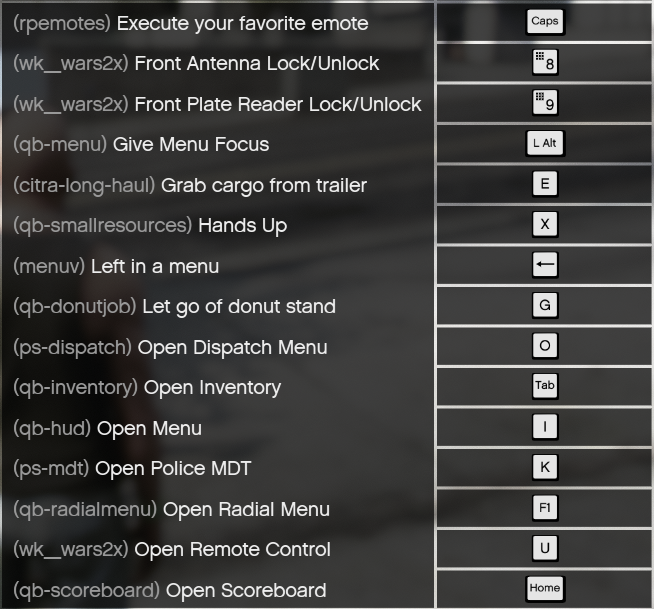 (rpemotes) Execute your favorite emote Caps
(wk_wars2x) Front Antenna Lock/Unlock 8
(wk_wars2x) Front Plate Reader Lock/Unlock 9
(qb-menu) Give Menu Focus L Alt
(citra-long-haul) Grab cargo from trailer E
(qb-smallresources) Hands Up X
(menuv) Left in a menu ←
(qb-donutjob) Let go of donut stand G
(ps-dispatch) Open Dispatch Menu O
(qb-inventory) Open Inventory Tab
(qb-hud) Open Menu I
(ps-mdt) Open Police MDT K
(qb-radialmenu) Open Radial Menu F1
(wk_wars2x) Open Remote Control U
(qb-scoreboard) Open Scoreboard Home